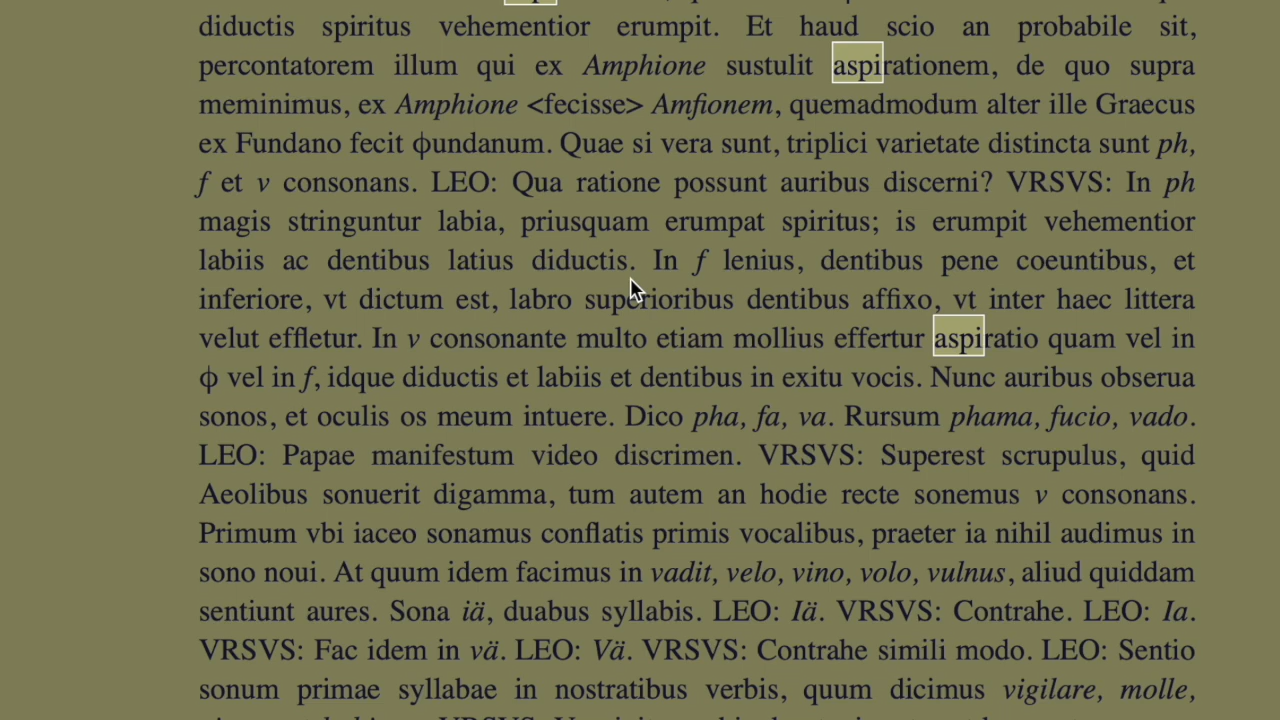 diductis spiritus vehementior erumpit. Et haud scio an probabile sit,
percontatorem illum qui ex Amphione sustulit aspirationem, de quo supra
meminimus, ex Amphione <fecisse> Amfionem, quemadmodum alter ille Graecus
ex Fundano fecit ϕundanum. Quae si vera sunt, triplici varietate distincta sunt ph,
f et v consonans. LEO: Qua ratione possunt auribus discerni? VRSVS: In ph
magis stringuntur labia, priusquam erumpat spiritus; is erumpit vehementior
labiis ac dentibus latius diductis. In f lenius, dentibus pene coeuntibus, et
inferiore, vt dictum est, labro superioribus dentibus affixo, vt inter haec littera
velut effletur. In v consonante multo etiam mollius effertur aspiratio quam vel in
ϕ vel in f, idque diductis et labiis et dentibus in exitu vocis. Nunc auribus obserua
sonos, et oculis os meum intuere. Dico pha, fa, va. Rursum phama, fucio, vado.
LEO: Papae manifestum video discrimen. VRSVS: Superest scrupulus, quid
Aeolibus sonuerit digamma, tum autem an hodie recte sonemus v consonans.
Primum vbi iaceo sonamus conflatis primis vocalibus, praeter ia nihil audimus in
sono noui. At quum idem facimus in vadit, velo, vino, volo, vulnus, aliud quiddam
sentiunt aures. Sona iä, duabus syllabis. LEO: Iä. VRSVS: Contrahe. LEO: Ia.
VRSVS: Fac idem in vä. LEO: Vä. VRSVS: Contrahe simili modo. LEO: Sentio
sonum primae syllabae in nostratibus verbis, quum dicimus vigilare, molle,